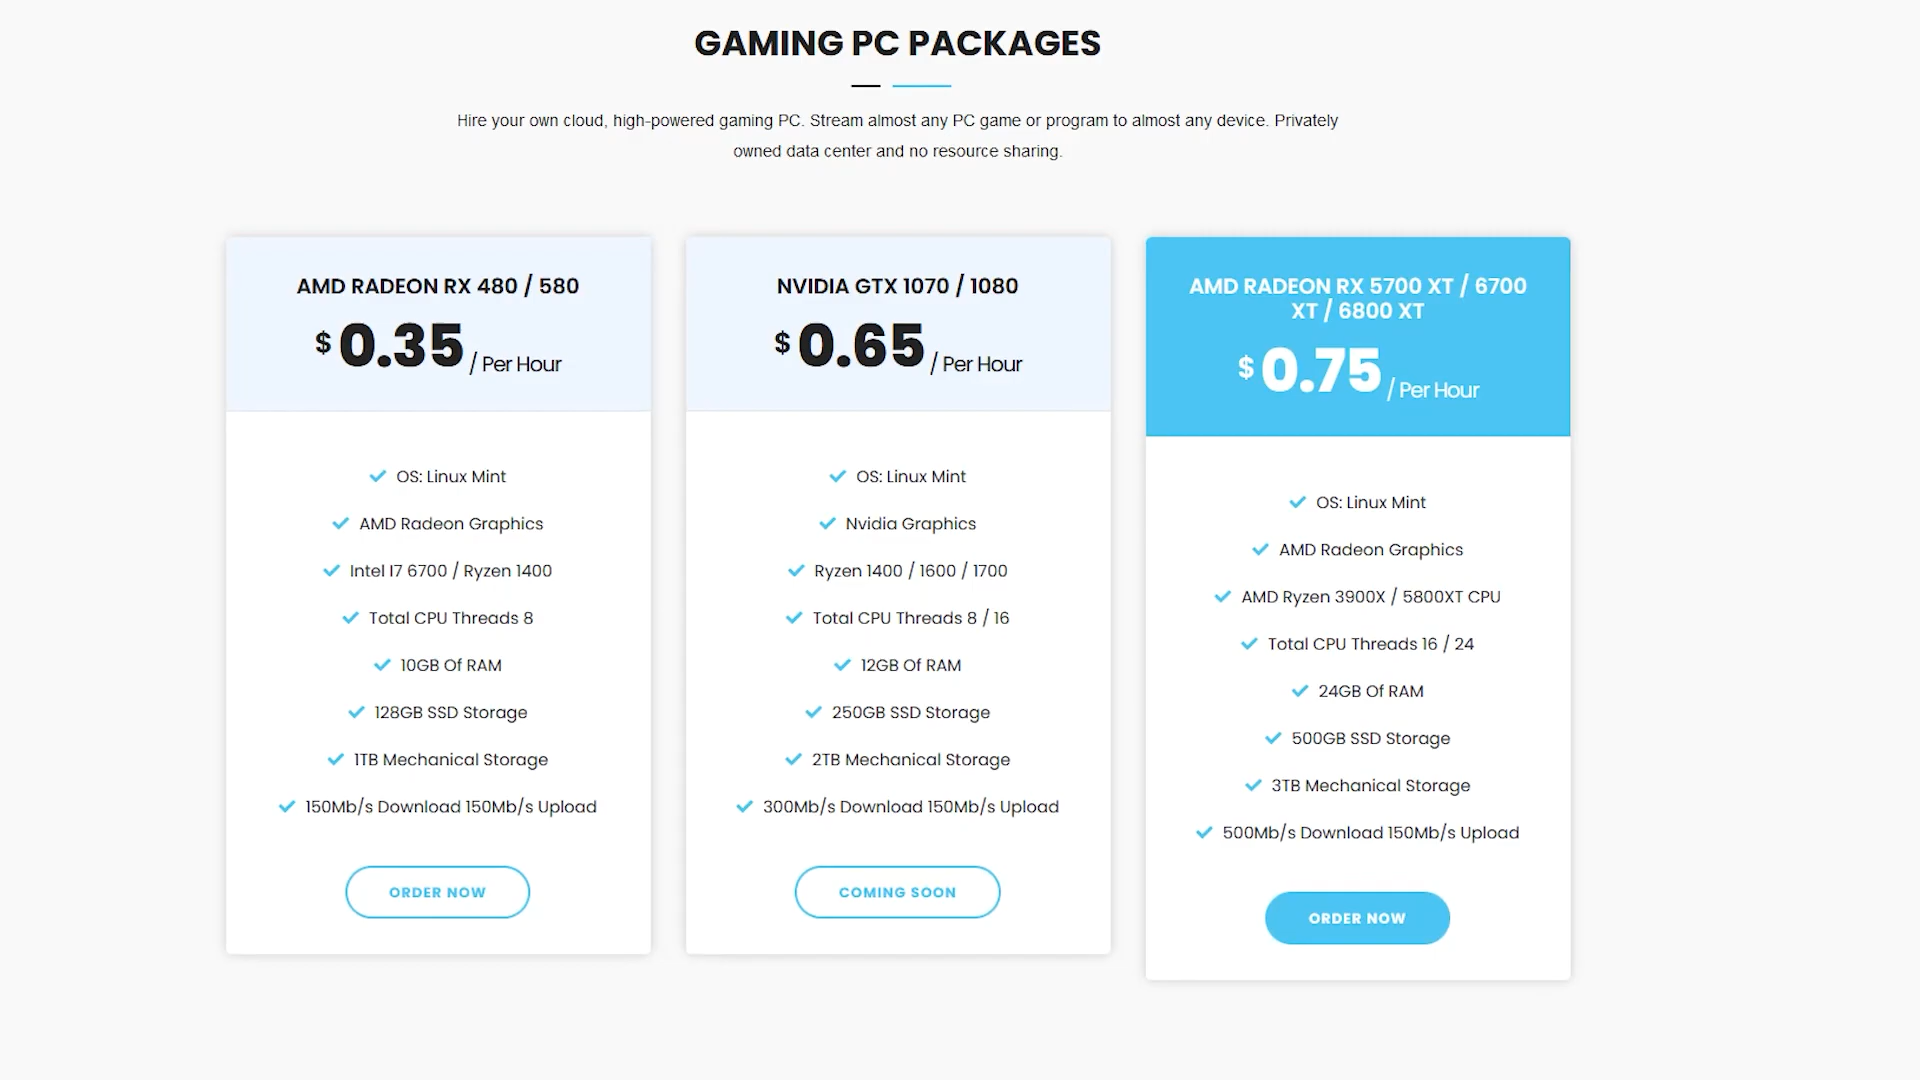 GAMING PC PACKAGES
Hire your own cloud, high-powered gaming PC. Stream almost any PC game or program to almost any device. Privately
owned data center and no resource sharing.
AMD RADEON RX 480 / 580
$ 0.35 / Per Hour
OS: Linux Mint
AMD Radeon Graphics
Intel I7 6700 / Ryzen 1400
Total CPU Threads 8
10GB Of RAM
128GB SSD Storage
1TB Mechanical Storage
150Mb/s Download 150Mb/s Upload
ORDER NOW
NVIDIA GTX 1070 / 1080
$ 0.65 / Per Hour
OS: Linux Mint
Nvidia Graphics
Ryzen 1400 / 1600 / 1700
Total CPU Threads 8 / 16
12GB Of RAM
250GB SSD Storage
2TB Mechanical Storage
300Mb/s Download 150Mb/s Upload
COMING SOON
AMD RADEON RX 5700 XT / 6700
XT / 6800 XT
$ 0.75 / Per Hour
OS: Linux Mint
AMD Radeon Graphics
AMD Ryzen 3900X / 5800XT CPU
Total CPU Threads 16 / 24
24GB Of RAM
500GB SSD Storage
3TB Mechanical Storage
500Mb/s Download 150Mb/s Upload
ORDER NOW